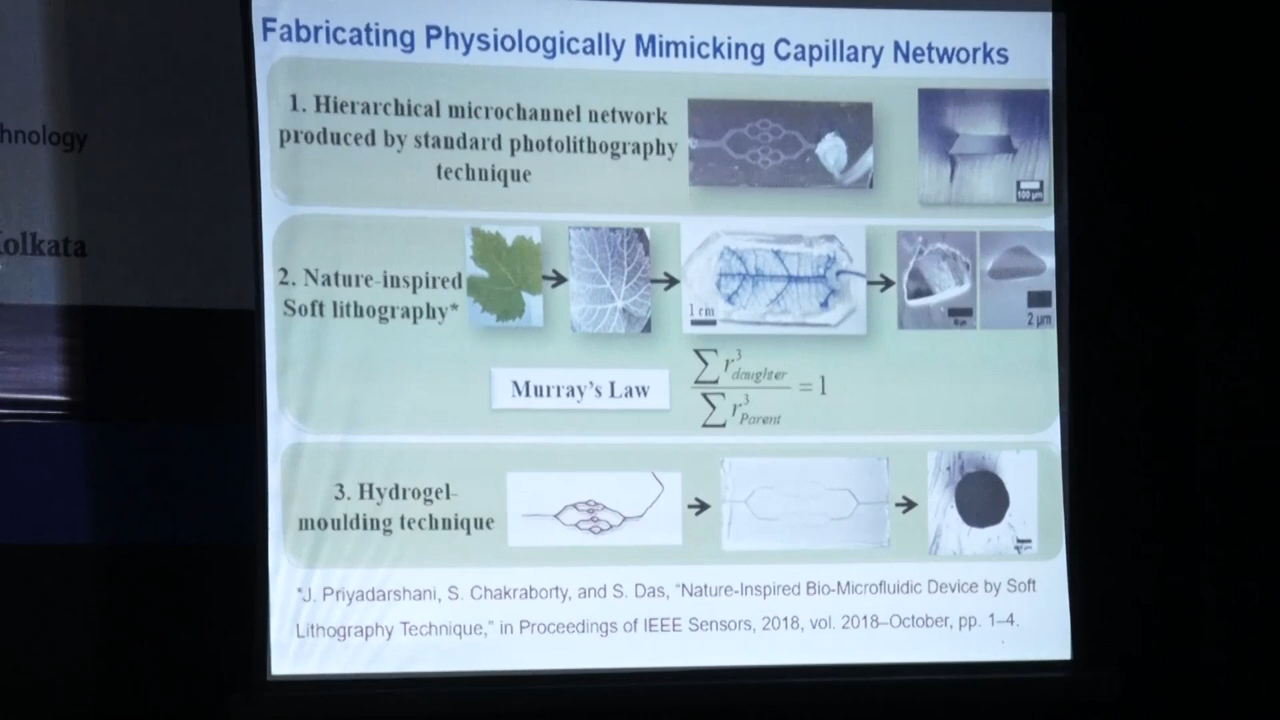 hnology
olkata
Fabricating Physiologically Mimicking Capillary Networks
1. Hierarchical microchannel network
produced by standard photolithography
technique
100 µm
2. Nature-inspired
Soft lithography*
1 cm
2 µm
Murray's Law
∑ r³daughter
= 1
∑ r³Parent
3. Hydrogel-
moulding technique
*J. Priyadarshani, S. Chakraborty, and S. Das, "Nature-Inspired Bio-Microfluidic Device by Soft
Lithography Technique," in Proceedings of IEEE Sensors, 2018, vol. 2018–October, pp. 1–4.